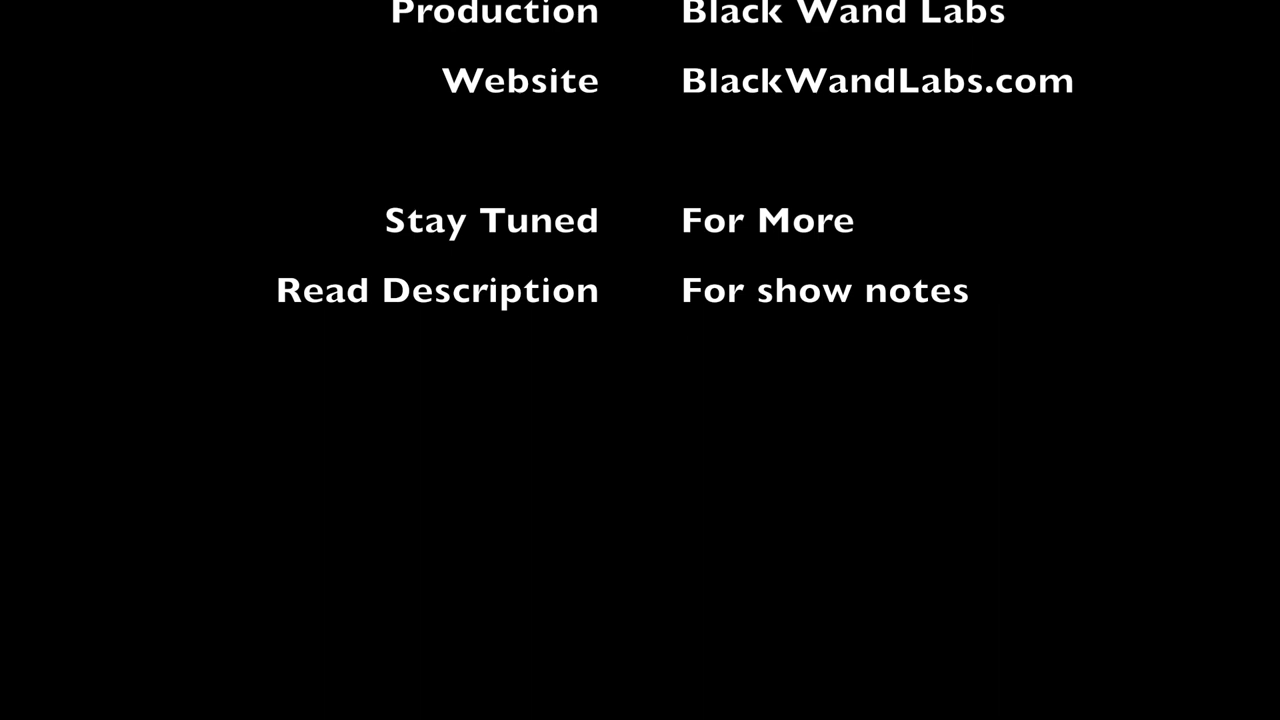 Production Black Wand Labs
Website BlackWandLabs.com
Stay Tuned For More
Read Description For show notes